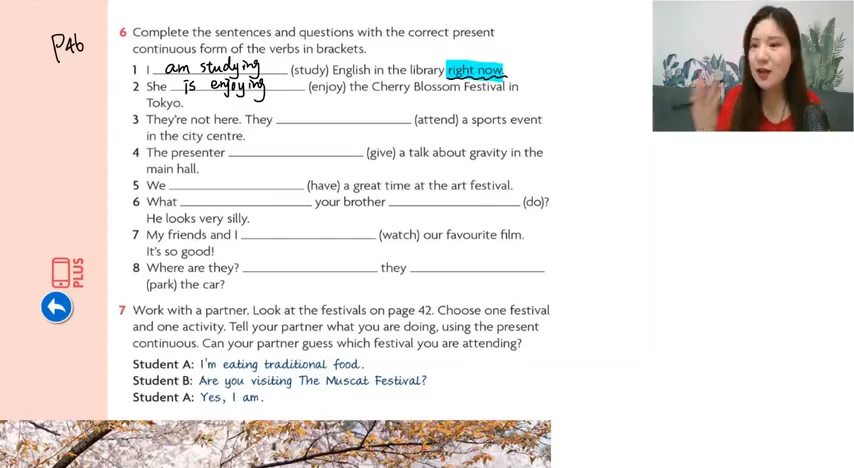 P46
6 Complete the sentences and questions with the correct present
continuous form of the verbs in brackets.
1 I am studying (study) English in the library right now.
2 She is enjoying (enjoy) the Cherry Blossom Festival in
Tokyo.
3 They're not here. They ____________ (attend) a sports event
in the city centre.
4 The presenter ____________ (give) a talk about gravity in the
main hall.
5 We ____________ (have) a great time at the art festival.
6 What ____________ your brother ____________ (do)?
He looks very silly.
7 My friends and I ____________ (watch) our favourite film.
It's so good!
8 Where are they? ____________ they ____________
(park) the car?
PLUS
7 Work with a partner. Look at the festivals on page 42. Choose one festival
and one activity. Tell your partner what you are doing, using the present
continuous. Can your partner guess which festival you are attending?
Student A: I'm eating traditional food.
Student B: Are you visiting The Muscat Festival?
Student A: Yes, I am.